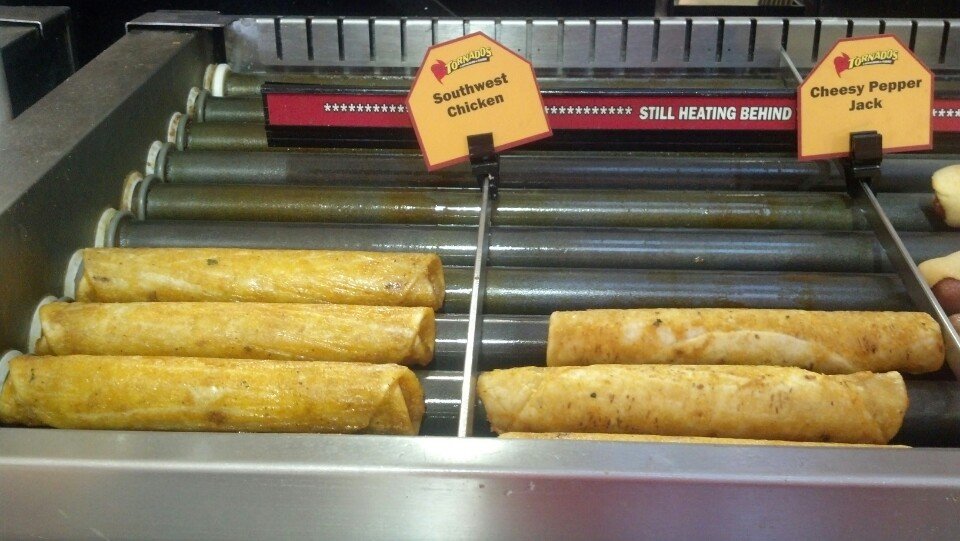 TORNADOS
Southwest
Chicken
TORNADOS
Cheesy Pepper
Jack
*********** *********** STILL HEATING BEHIND ***